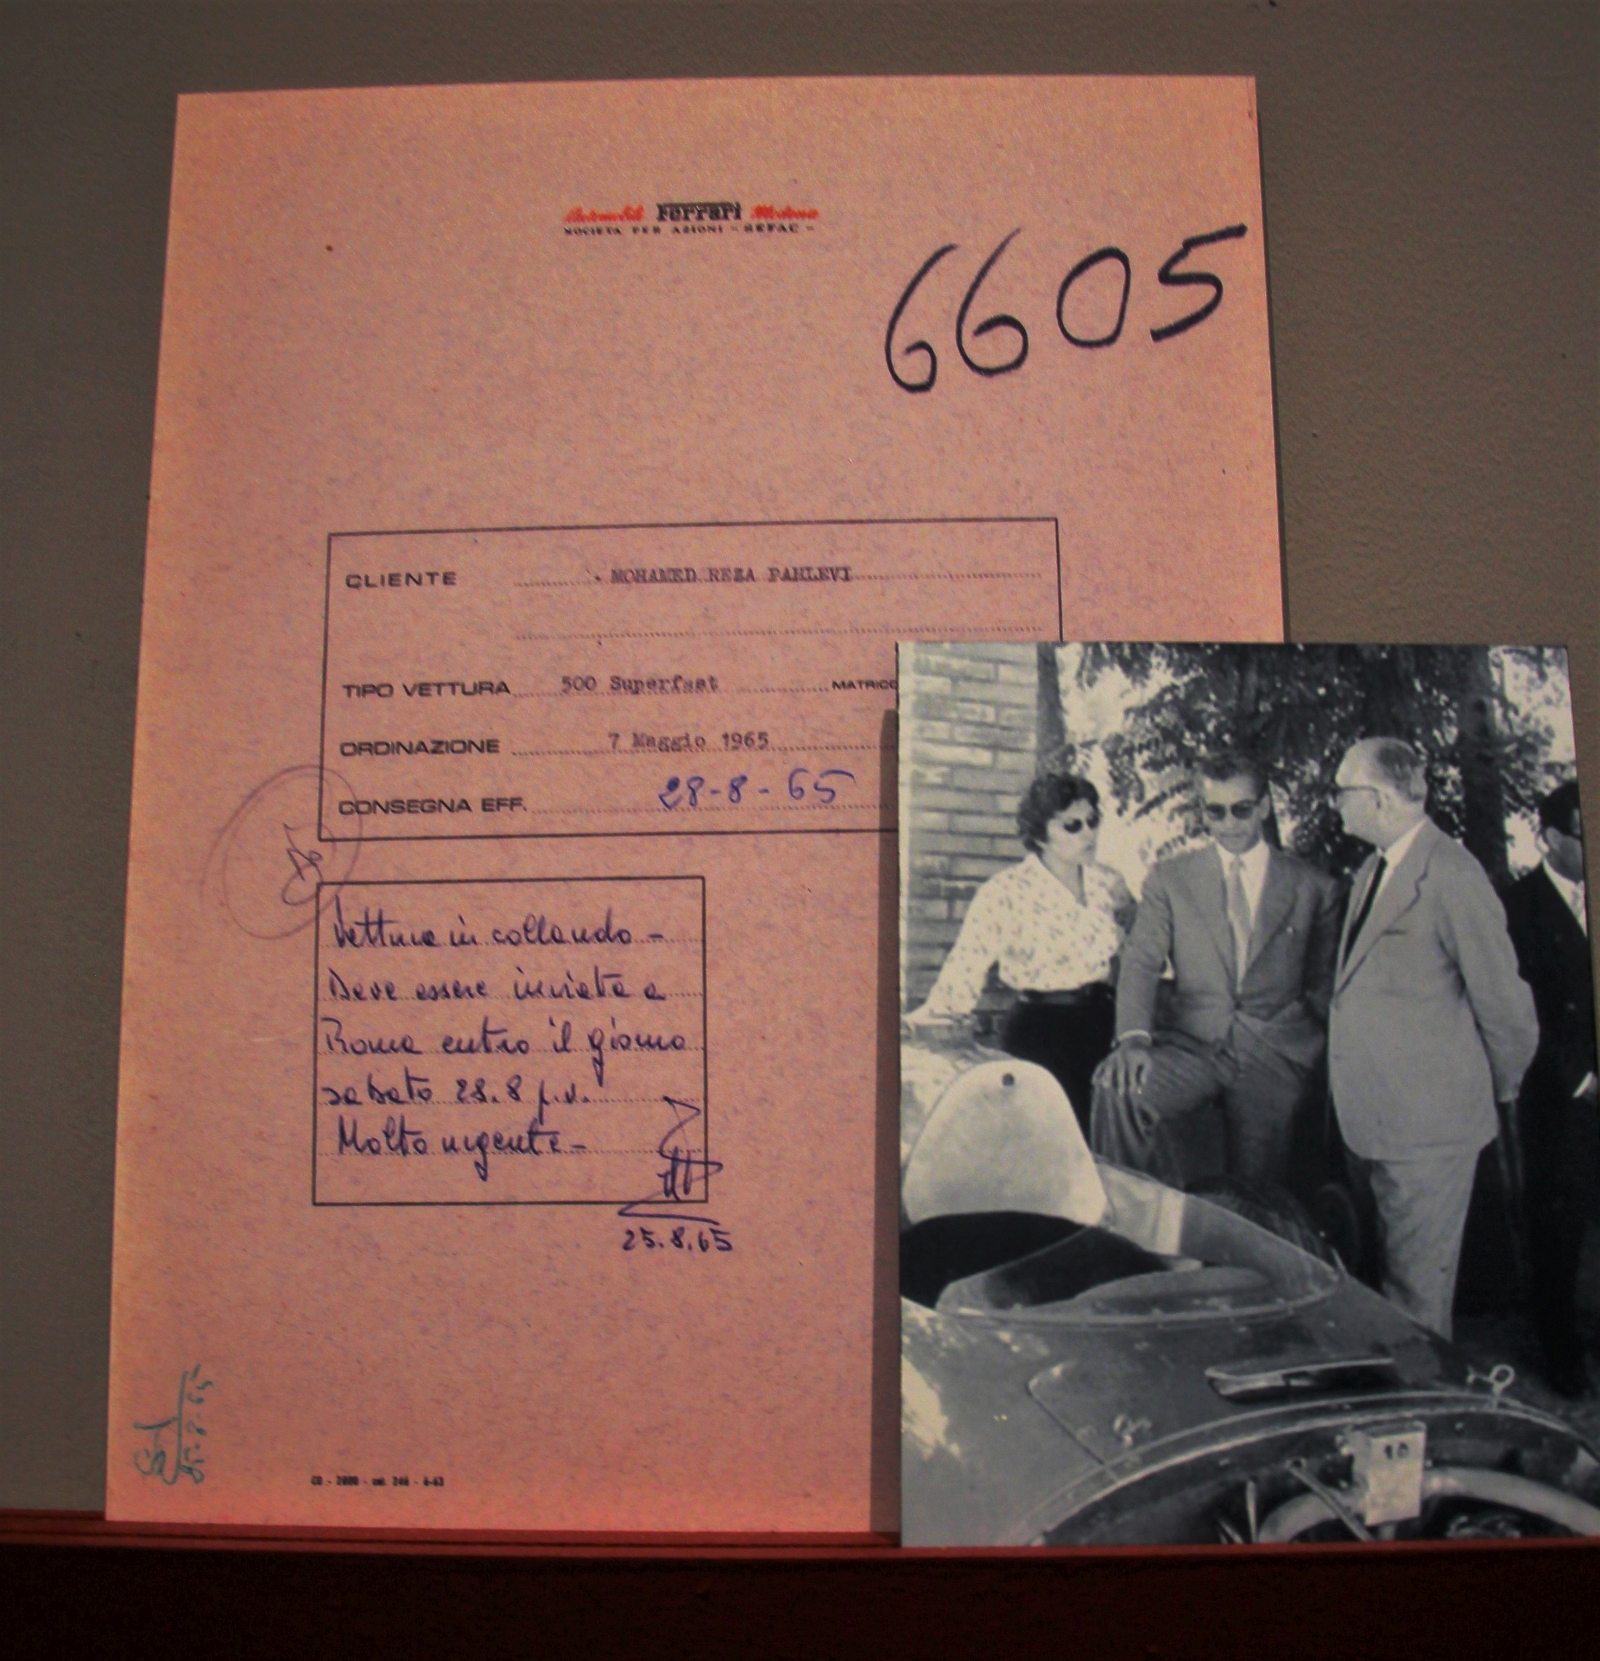 Automobili Ferrari Modena
SOCIETA PER AZIONI - SEFAC -
6605
CLIENTE MOHAMED REZA PAHLEVI
TIPO VETTURA 500 Superfast MATRICO
ORDINAZIONE 7 Maggio 1965
CONSEGNA EFF. 28-8-65
Vettura in collaudo -
Deve essere inviata a
Roma entro il giorno
sabato 28.8 p.v.
Molto urgente -
25.8.65
10